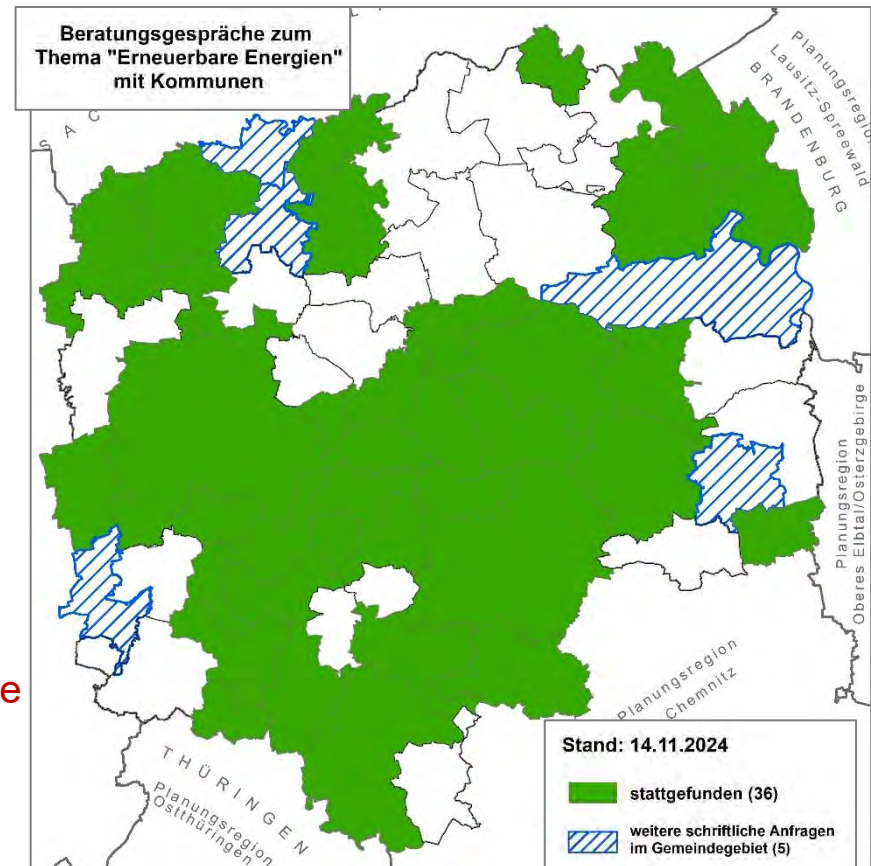 Beratungsgespräche zum
Thema "Erneuerbare Energien"
mit Kommunen
S A C
Planungsregion
Lausitz-Spreewald
BRANDENBURG
Planungsregion
Oberes Elbtal/Osterzgebirge
e
Planungsregion
Chemnitz
THÜRINGEN
Planungsregion
Ostthüringen
Stand: 14.11.2024
stattgefunden (36)
weitere schriftliche Anfragen
im Gemeindegebiet (5)